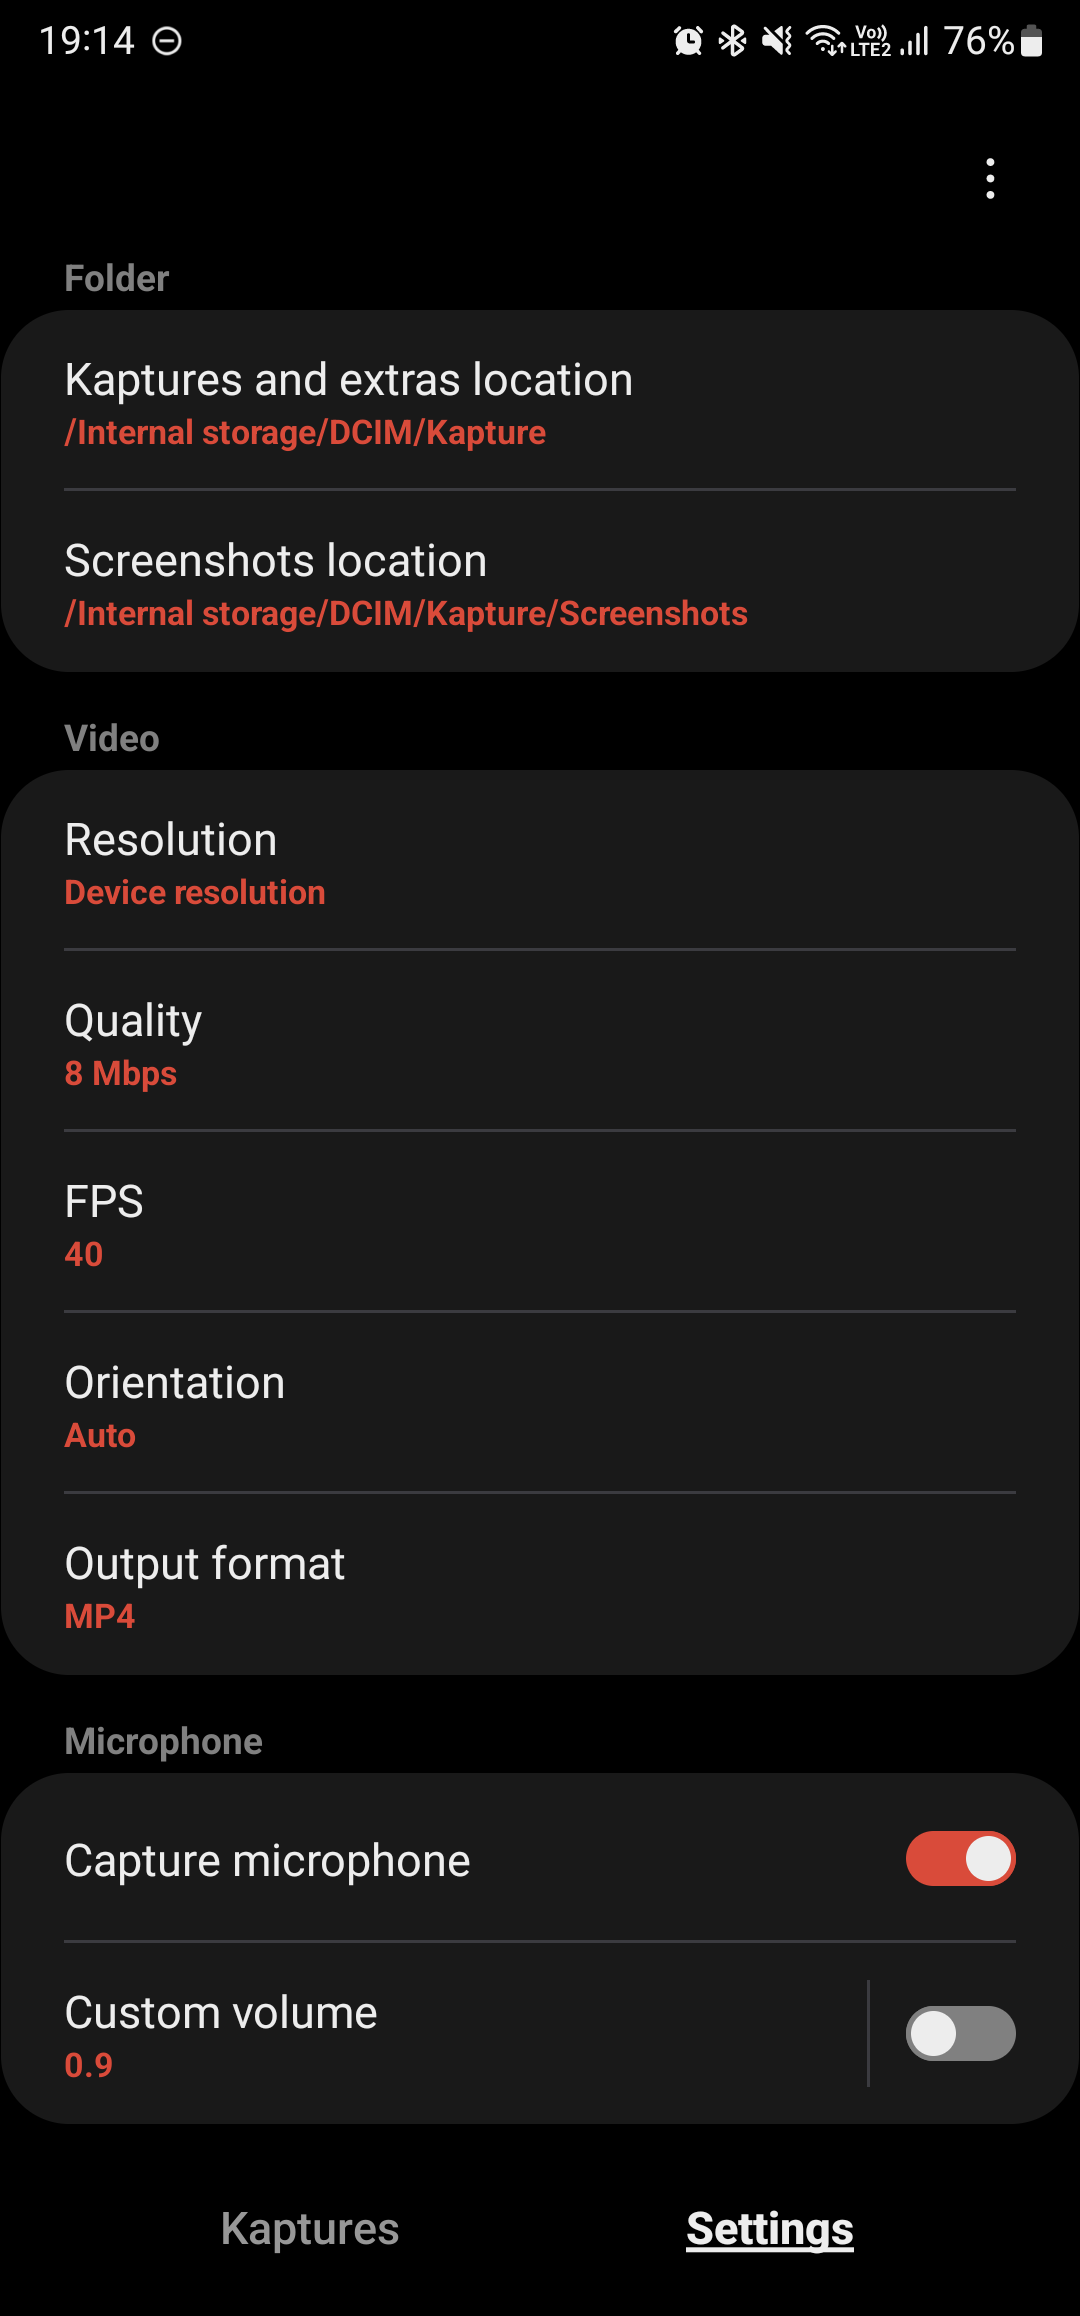 19:14
Vo)) LTE2 76%
Folder
Kaptures and extras location
/Internal storage/DCIM/Kapture
Screenshots location
/Internal storage/DCIM/Kapture/Screenshots
Video
Resolution
Device resolution
Quality
8 Mbps
FPS
40
Orientation
Auto
Output format
MP4
Microphone
Capture microphone
Custom volume
0.9
Kaptures Settings